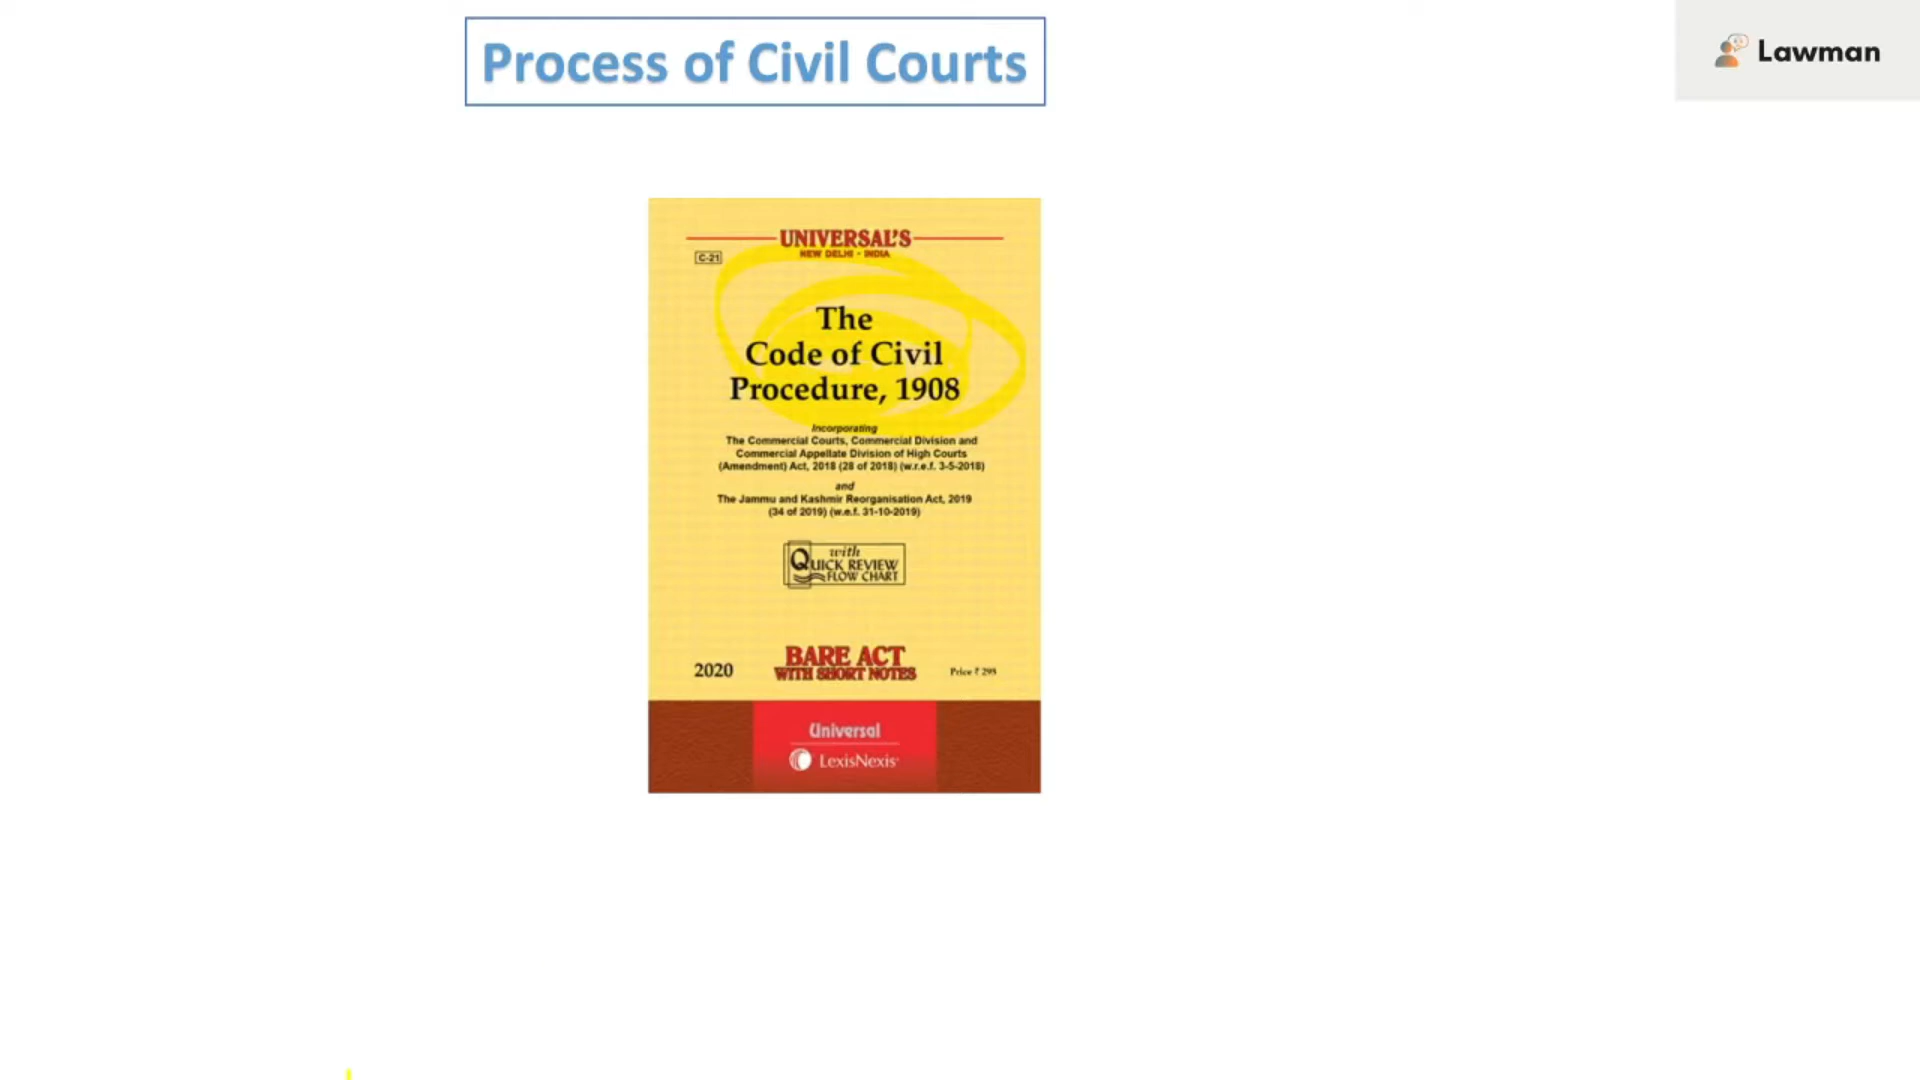 Process of Civil Courts
Lawman
UNIVERSAL'S
NEW DELHI - INDIA
C-21
The
Code of Civil
Procedure, 1908
Incorporating
The Commercial Courts, Commercial Division and
Commercial Appellate Division of High Courts
(Amendment) Act, 2018 (28 of 2018) (w.r.e.f. 3-5-2018)
and
The Jammu and Kashmir Reorganisation Act, 2019
(34 of 2019) (w.e.f. 31-10-2019)
with
QUICK REVIEW
FLOW CHART
BARE ACT
WITH SHORT NOTES
2020
Price ₹ 295
Universal
LexisNexis